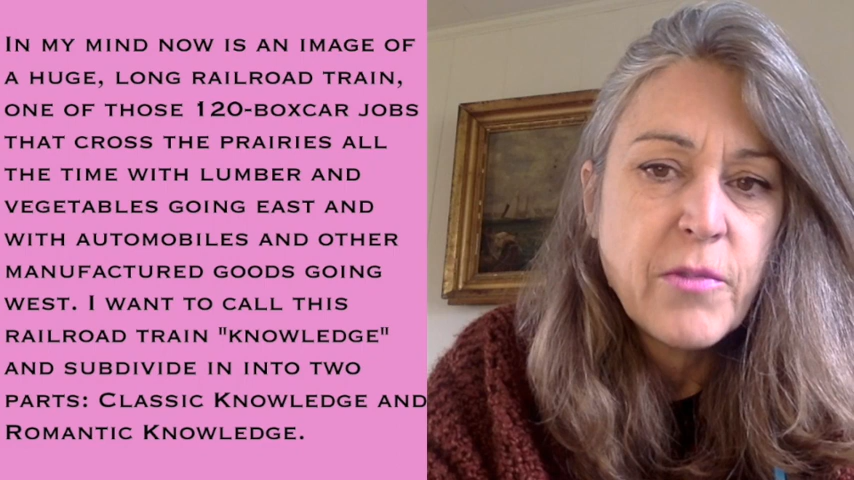 In my mind now is an image of
a huge, long railroad train,
one of those 120-boxcar jobs
that cross the prairies all
the time with lumber and
vegetables going east and
with automobiles and other
manufactured goods going
west. I want to call this
railroad train "knowledge"
and subdivide in into two
parts: Classic Knowledge and
Romantic Knowledge.